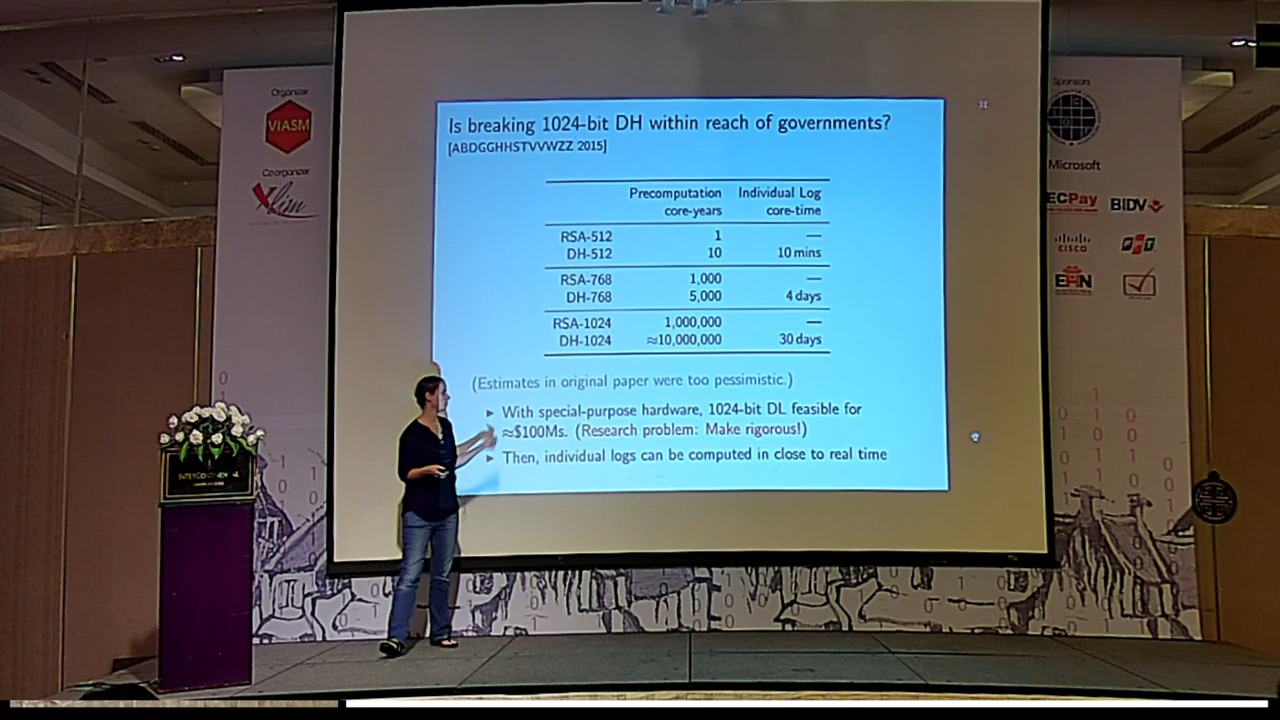 Organizer
VIASM
Coorganizer
Xlim
Is breaking 1024-bit DH within reach of governments?
[ABDGGHHSTVVWZZ 2015]
Precomputation Individual Log
core-years core-time
RSA-512 1 —
DH-512 10 10 mins
RSA-768 1,000 —
DH-768 5,000 4 days
RSA-1024 1,000,000 —
DH-1024 ≈10,000,000 30 days
(Estimates in original paper were too pessimistic.)
▶ With special-purpose hardware, 1024-bit DL feasible for
≈$100Ms. (Research problem: Make rigorous!)
▶ Then, individual logs can be computed in close to real time
Sponsors
Microsoft
ECPay BIDV
CISCO FPT